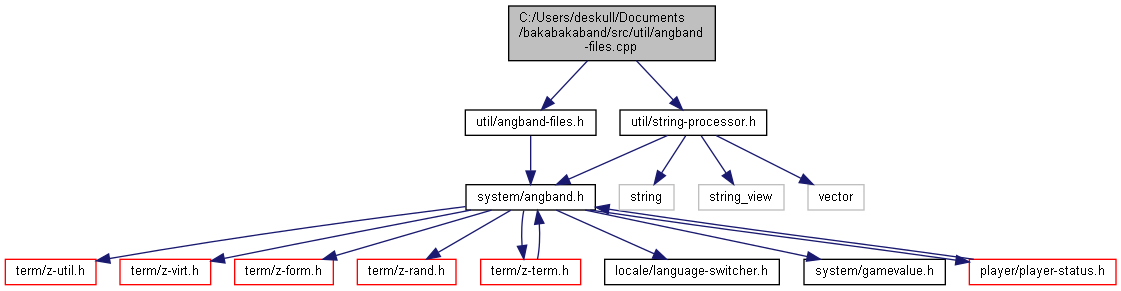 C:/Users/deskull/Documents
/bakabakaband/src/util/angband
-files.cpp
util/angband-files.h
util/string-processor.h
system/angband.h
string
string_view
vector
term/z-util.h
term/z-virt.h
term/z-form.h
term/z-rand.h
term/z-term.h
locale/language-switcher.h
system/gamevalue.h
player/player-status.h